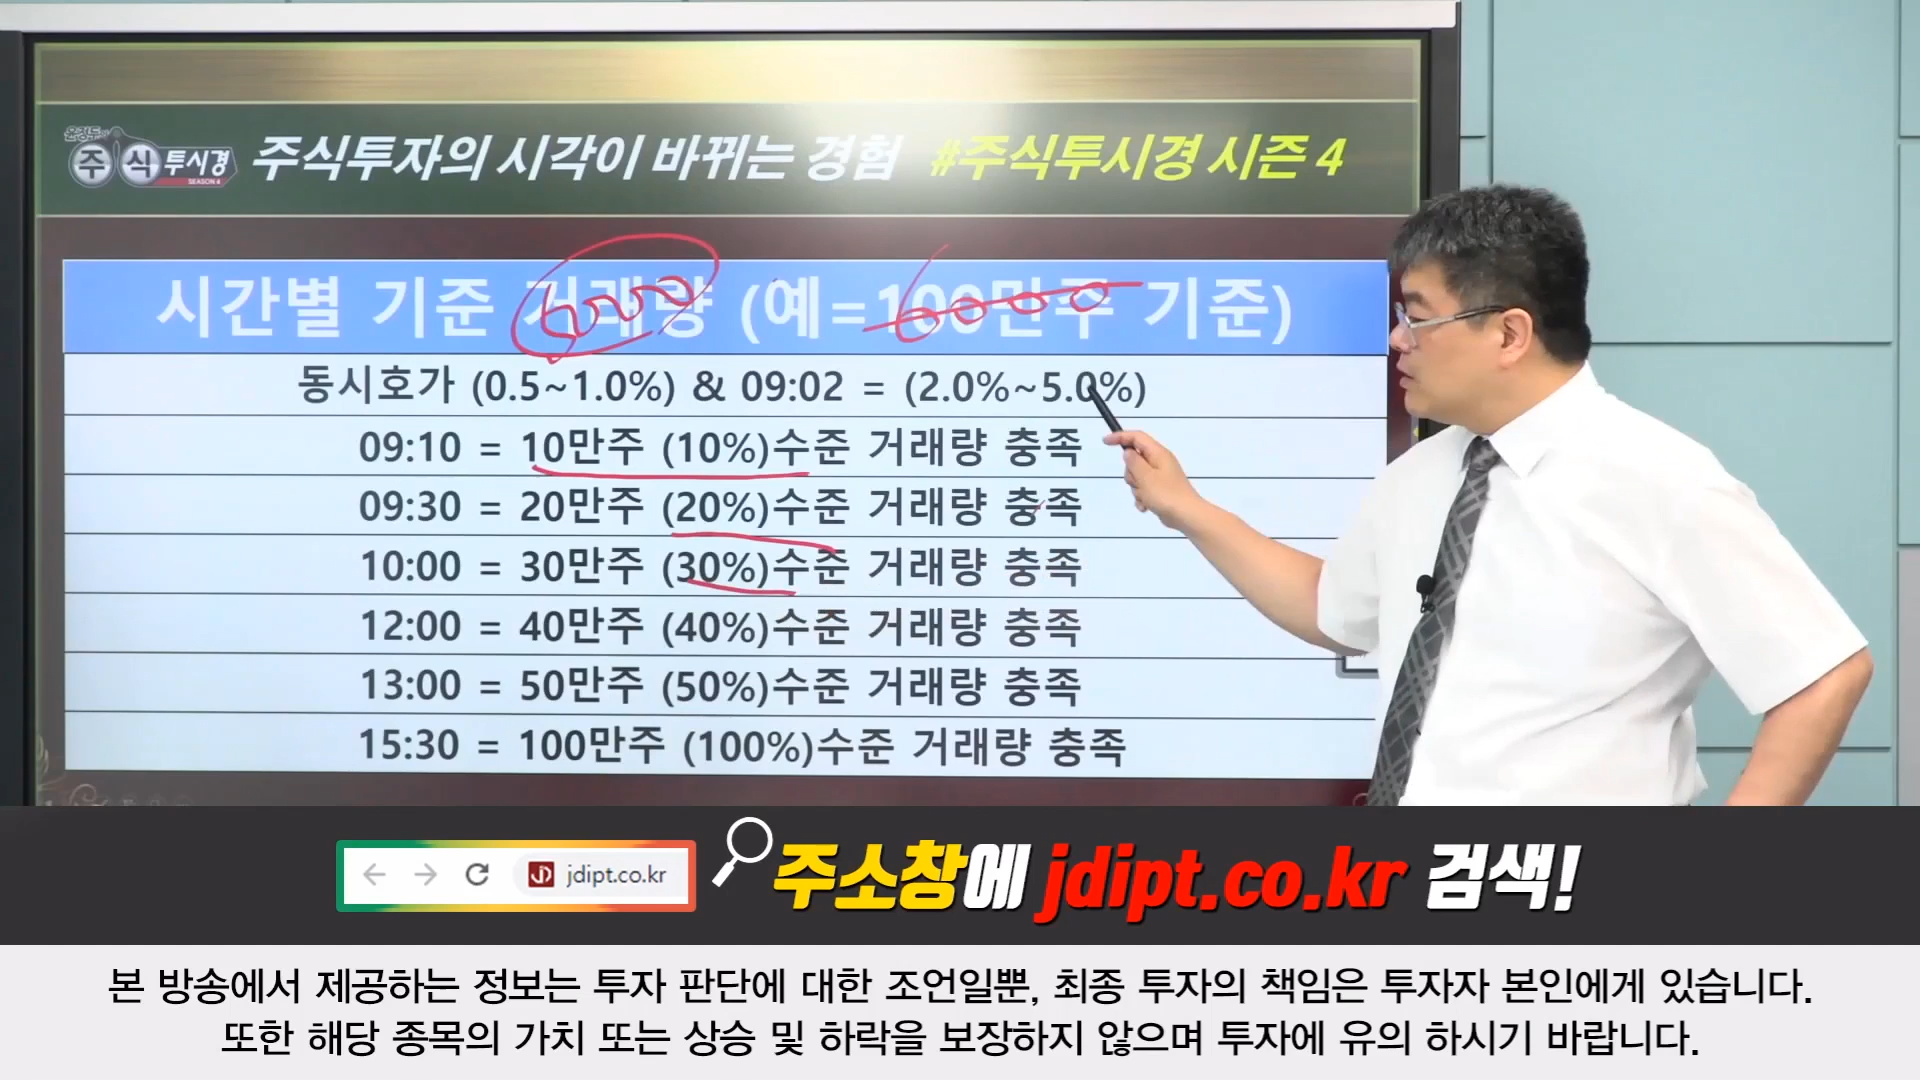 윤정두의
주식투시경
SEASON 4
주식투자의 시각이 바뀌는 경험 #주식투시경 시즌 4
시간별 기준 거래량 (예=100만주 기준)
5000
6000
동시호가 (0.5~1.0%) & 09:02 = (2.0%~5.0%)
09:10 = 10만주 (10%)수준 거래량 충족
09:30 = 20만주 (20%)수준 거래량 충족
10:00 = 30만주 (30%)수준 거래량 충족
12:00 = 40만주 (40%)수준 거래량 충족
13:00 = 50만주 (50%)수준 거래량 충족
15:30 = 100만주 (100%)수준 거래량 충족
JD jdipt.co.kr
주소창에 jdipt.co.kr 검색!
본 방송에서 제공하는 정보는 투자 판단에 대한 조언일뿐, 최종 투자의 책임은 투자자 본인에게 있습니다.
또한 해당 종목의 가치 또는 상승 및 하락을 보장하지 않으며 투자에 유의 하시기 바랍니다.